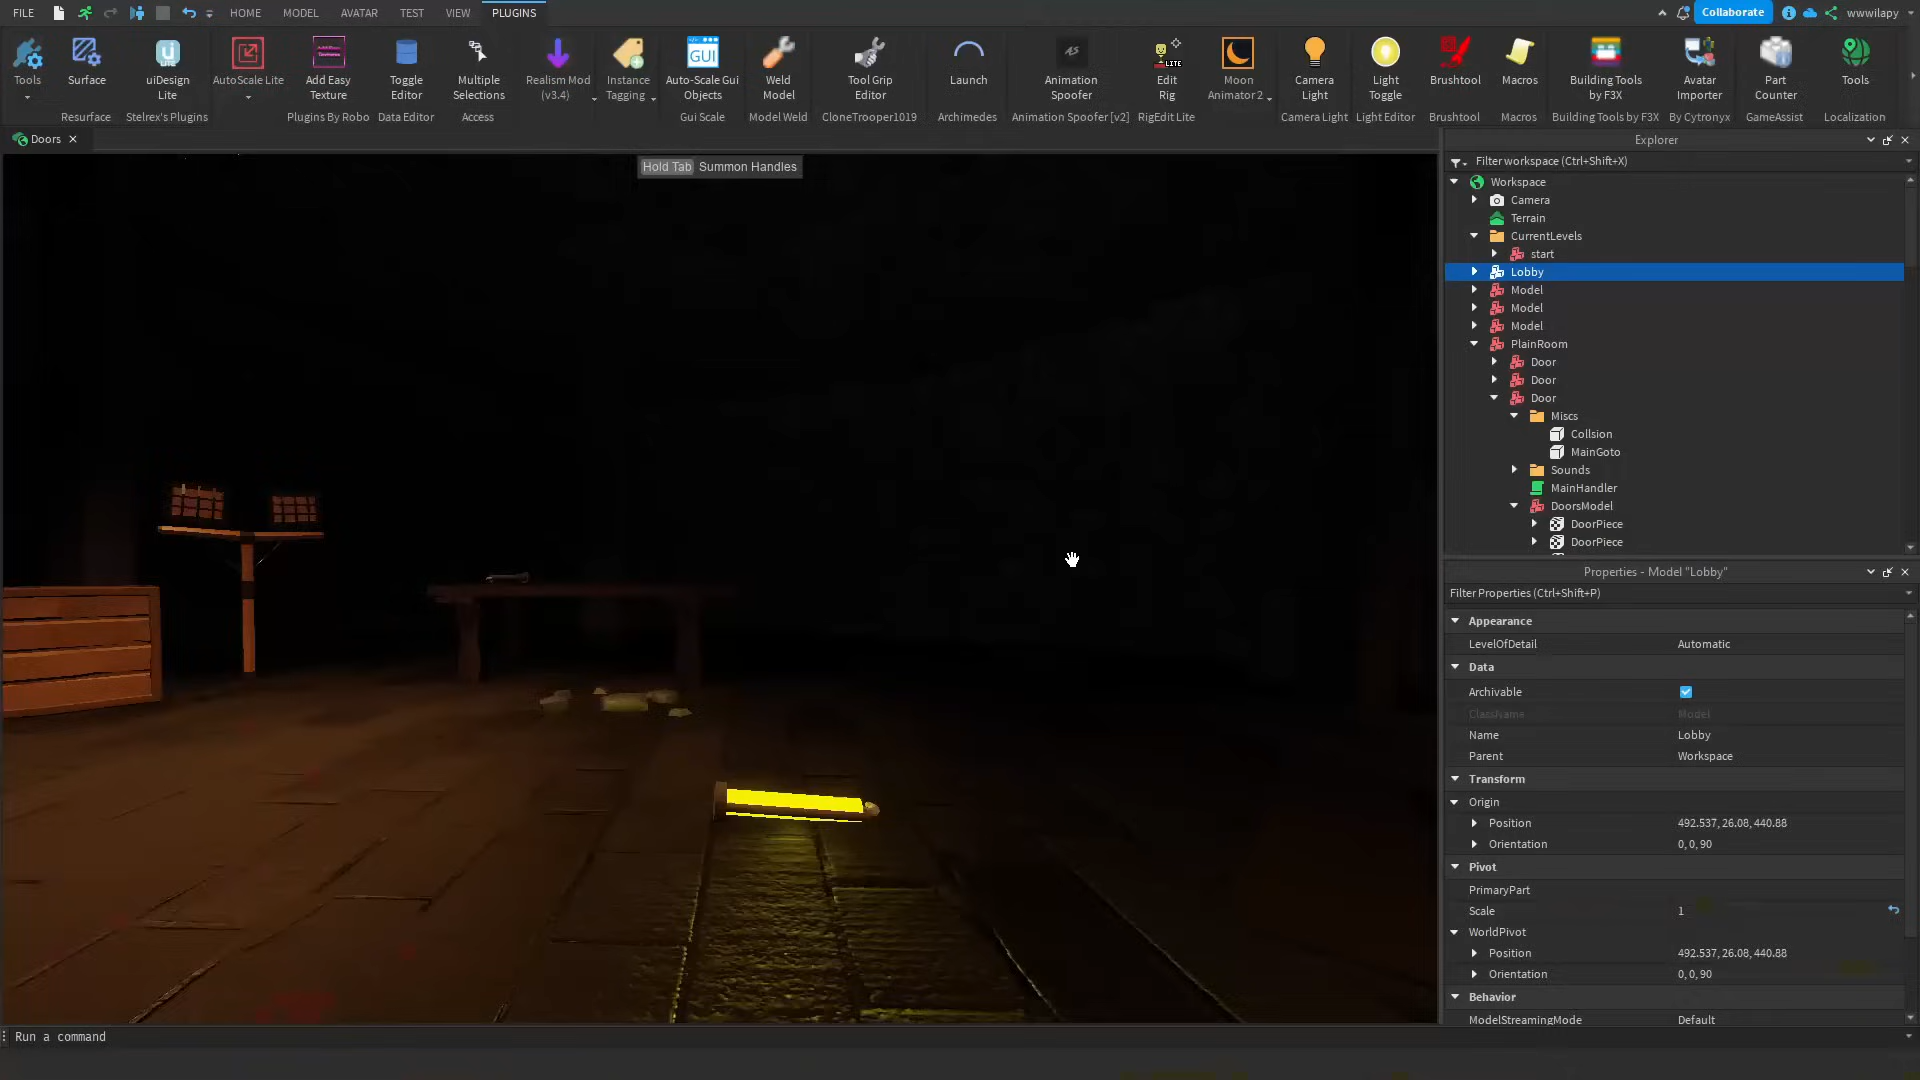 FILE HOME MODEL AVATAR TEST VIEW PLUGINS Collaborate wwwilapy
Tools Surface uiDesign Lite AutoScale Lite Add Easy Texture Toggle Editor Multiple Selections Realism Mod (v3.4) Instance Tagging Auto-Scale Gui Objects Weld Model Tool Grip Editor Launch Animation Spoofer Edit Rig Moon Animator 2 Camera Light Light Toggle Brushtool Macros Building Tools by F3X Avatar Importer Part Counter Tools
Resurface Stelrex's Plugins Plugins By Robo Data Editor Access Gui Scale Model Weld CloneTrooper1019 Archimedes Animation Spoofer [v2] RigEdit Lite Camera Light Light Editor Brushtool Macros Building Tools by F3X By Cytronyx GameAssist Localization
Doors
Hold Tab Summon Handles
Explorer
Filter workspace (Ctrl+Shift+X)
Workspace
Camera
Terrain
CurrentLevels
start
Lobby
Model
Model
Model
PlainRoom
Door
Door
Door
Miscs
Collsion
MainGoto
Sounds
MainHandler
DoorsModel
DoorPiece
DoorPiece
Properties - Model "Lobby"
Filter Properties (Ctrl+Shift+P)
Appearance
LevelOfDetail Automatic
Data
Archivable
ClassName Model
Name Lobby
Parent Workspace
Transform
Origin
Position 492.537, 26.08, 440.88
Orientation 0, 0, 90
Pivot
PrimaryPart
Scale 1
WorldPivot
Position 492.537, 26.08, 440.88
Orientation 0, 0, 90
Behavior
ModelStreamingMode Default
Run a command